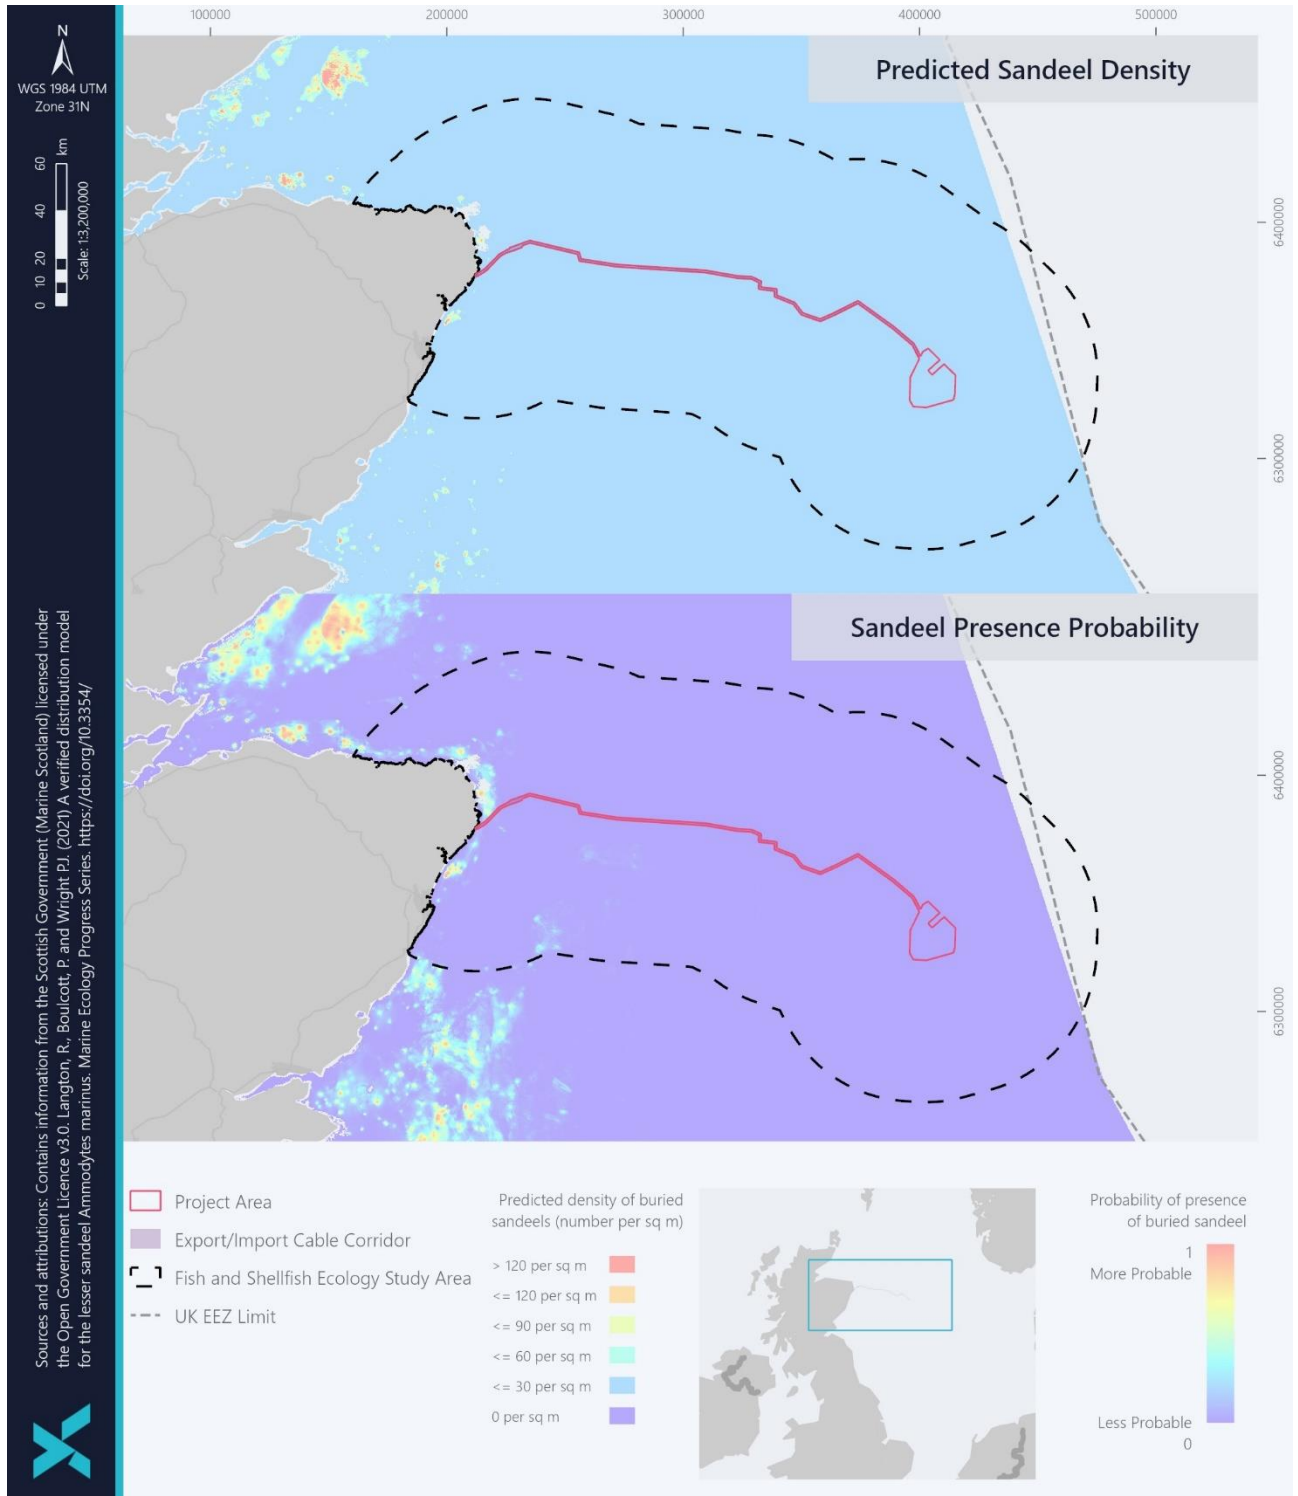 100000
200000
300000
400000
500000
N
WGS 1984 UTM
Zone 31N
0 10 20 40 60
km
Scale: 1:3,200,000
Predicted Sandeel Density
6400000
6300000
Sandeel Presence Probability
6400000
6300000
Sources and attributions: Contains information from the Scottish Government (Marine Scotland) licensed under
the Open Government Licence v3.0. Langton, R., Boulcott, P. and Wright P.J. (2021) A verified distribution model
for the lesser sandeel Ammodytes marinus. Marine Ecology Progress Series. https://doi.org/10.3354/
Project Area
Export/Import Cable Corridor
Fish and Shellfish Ecology Study Area
UK EEZ Limit
Predicted density of buried
sandeels (number per sq m)
> 120 per sq m
<= 120 per sq m
<= 90 per sq m
<= 60 per sq m
<= 30 per sq m
0 per sq m
Probability of presence
of buried sandeel
1
More Probable
Less Probable
0